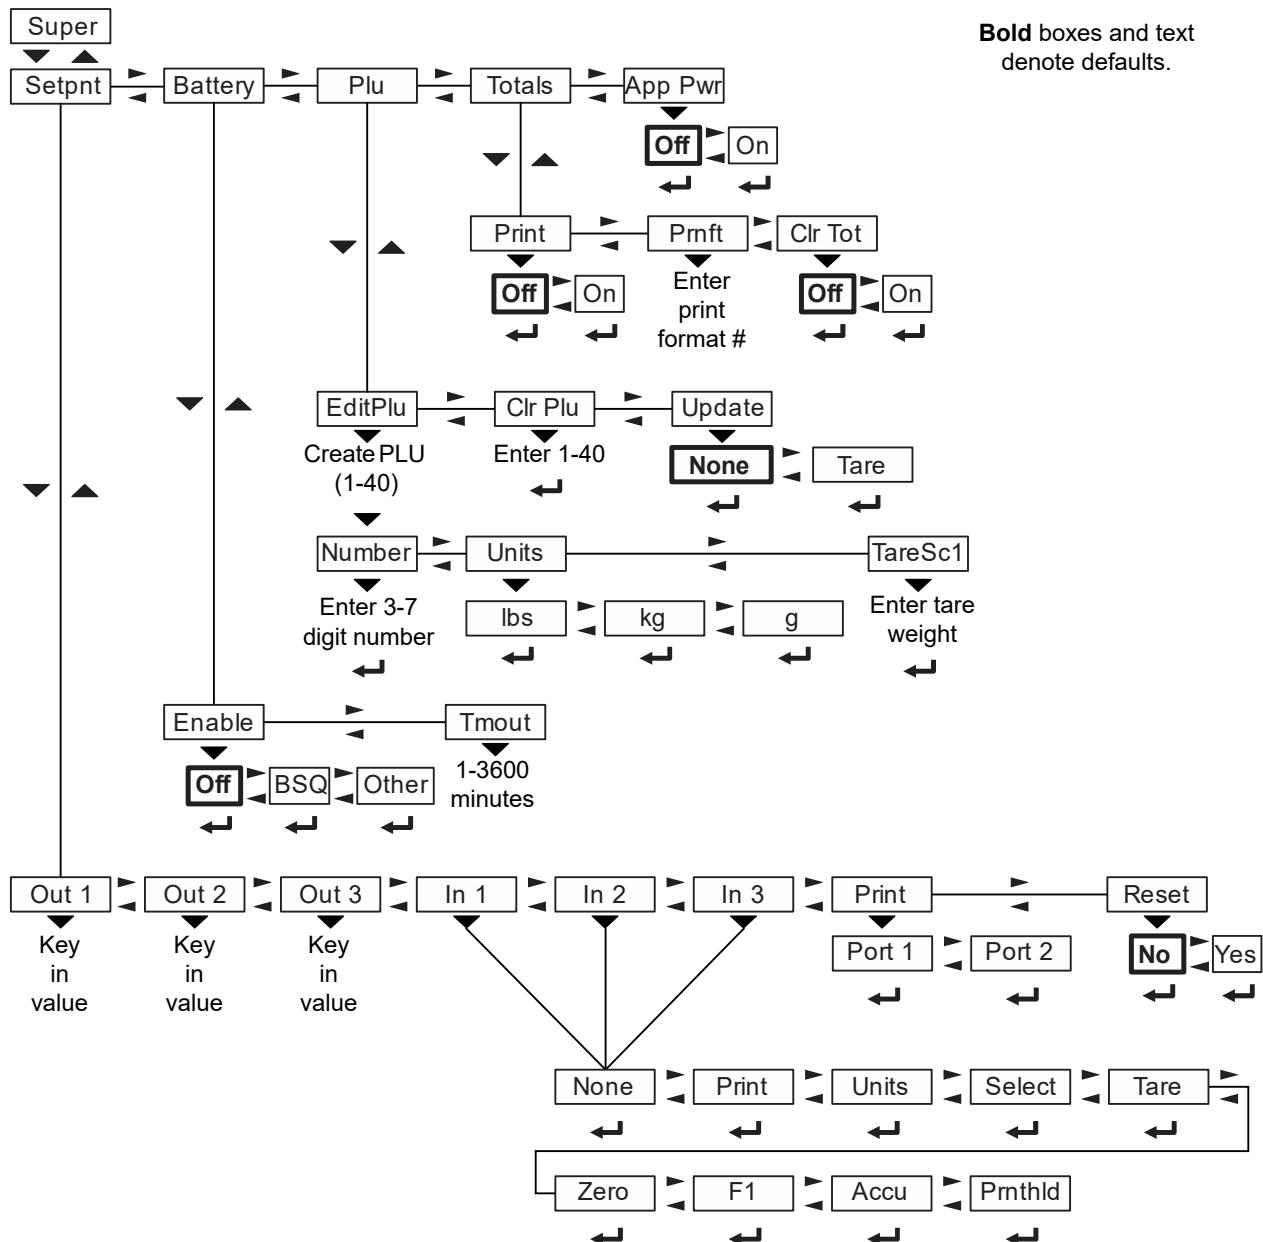 Super
Bold boxes and text
denote defaults.
Setpnt
Battery
Plu
Totals
App Pwr
Off
On
Print
Prnft
Clr Tot
Off
On
Enter
print
format #
Off
On
EditPlu
Clr Plu
Update
Create PLU
(1-40)
Enter 1-40
None
Tare
Number
Units
TareSc1
Enter 3-7
digit number
lbs
kg
g
Enter tare
weight
Enable
Tmout
Off
BSQ
Other
1-3600
minutes
Out 1
Out 2
Out 3
In 1
In 2
In 3
Print
Reset
Key
in
value
Key
in
value
Key
in
value
Port 1
Port 2
No
Yes
None
Print
Units
Select
Tare
Zero
F1
Accu
Prnthld